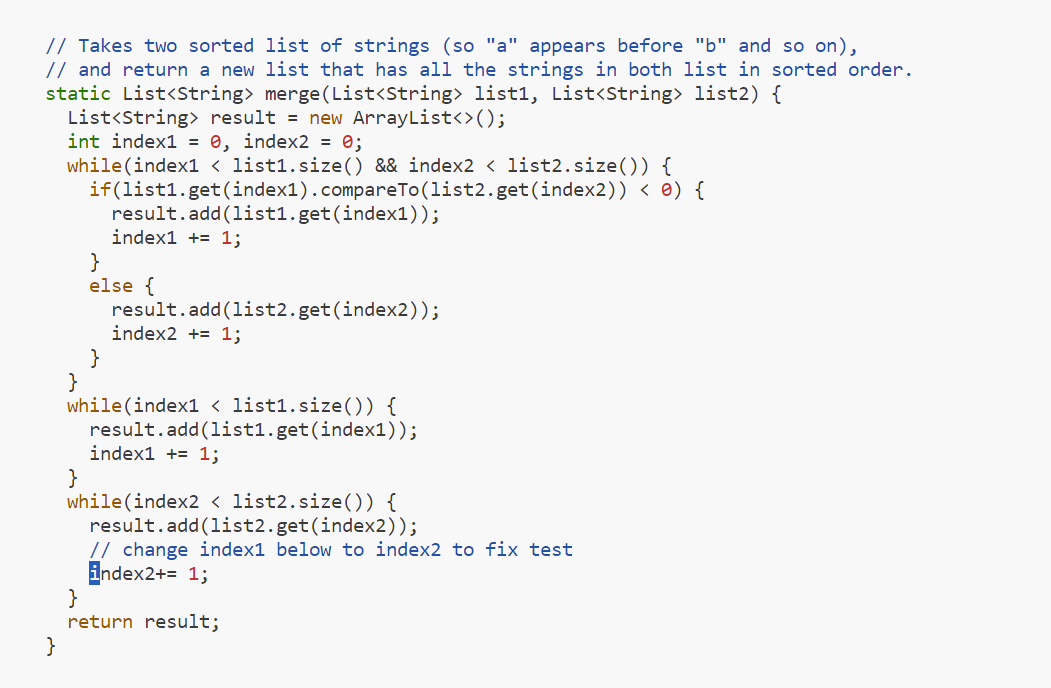 // Takes two sorted list of strings (so "a" appears before "b" and so on),
// and return a new list that has all the strings in both list in sorted order.
static List<String> merge(List<String> list1, List<String> list2) {
  List<String> result = new ArrayList<>();
  int index1 = 0, index2 = 0;
  while(index1 < list1.size() && index2 < list2.size()) {
    if(list1.get(index1).compareTo(list2.get(index2)) < 0) {
      result.add(list1.get(index1));
      index1 += 1;
    }
    else {
      result.add(list2.get(index2));
      index2 += 1;
    }
  }
  while(index1 < list1.size()) {
    result.add(list1.get(index1));
    index1 += 1;
  }
  while(index2 < list2.size()) {
    result.add(list2.get(index2));
    // change index1 below to index2 to fix test
    index2+= 1;
  }
  return result;
}